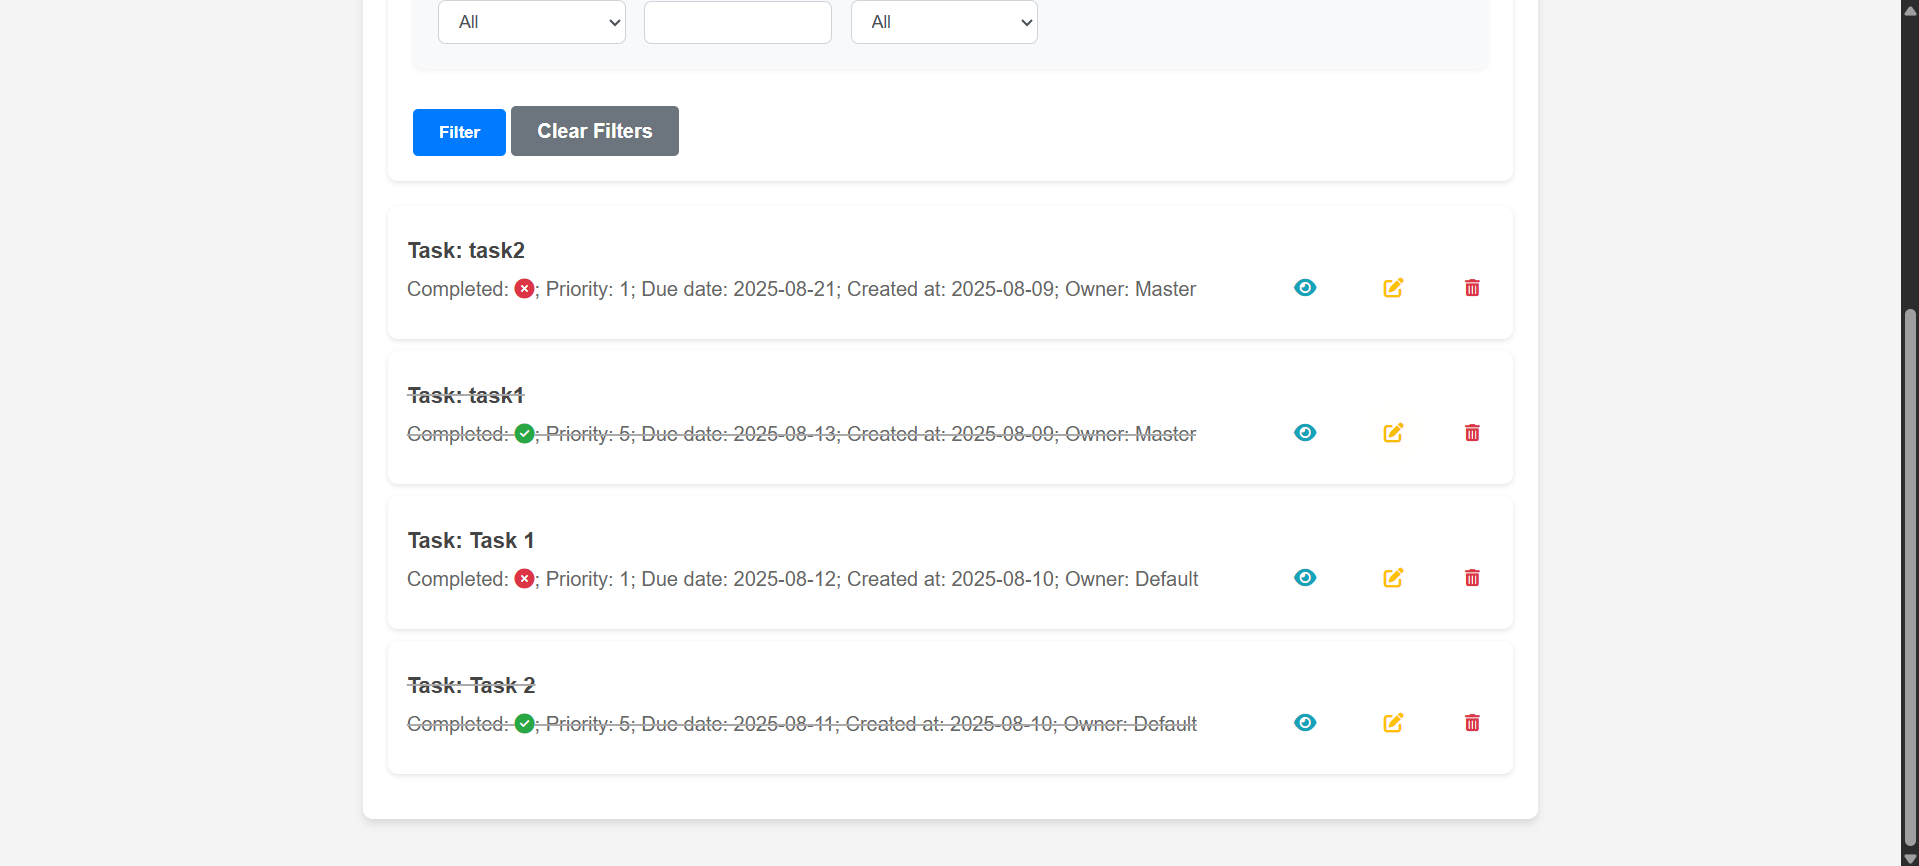 All All
Filter Clear Filters
Task: task2
Completed: ; Priority: 1; Due date: 2025-08-21; Created at: 2025-08-09; Owner: Master
Task: task1
Completed: ; Priority: 5; Due date: 2025-08-13; Created at: 2025-08-09; Owner: Master
Task: Task 1
Completed: ; Priority: 1; Due date: 2025-08-12; Created at: 2025-08-10; Owner: Default
Task: Task 2
Completed: ; Priority: 5; Due date: 2025-08-11; Created at: 2025-08-10; Owner: Default